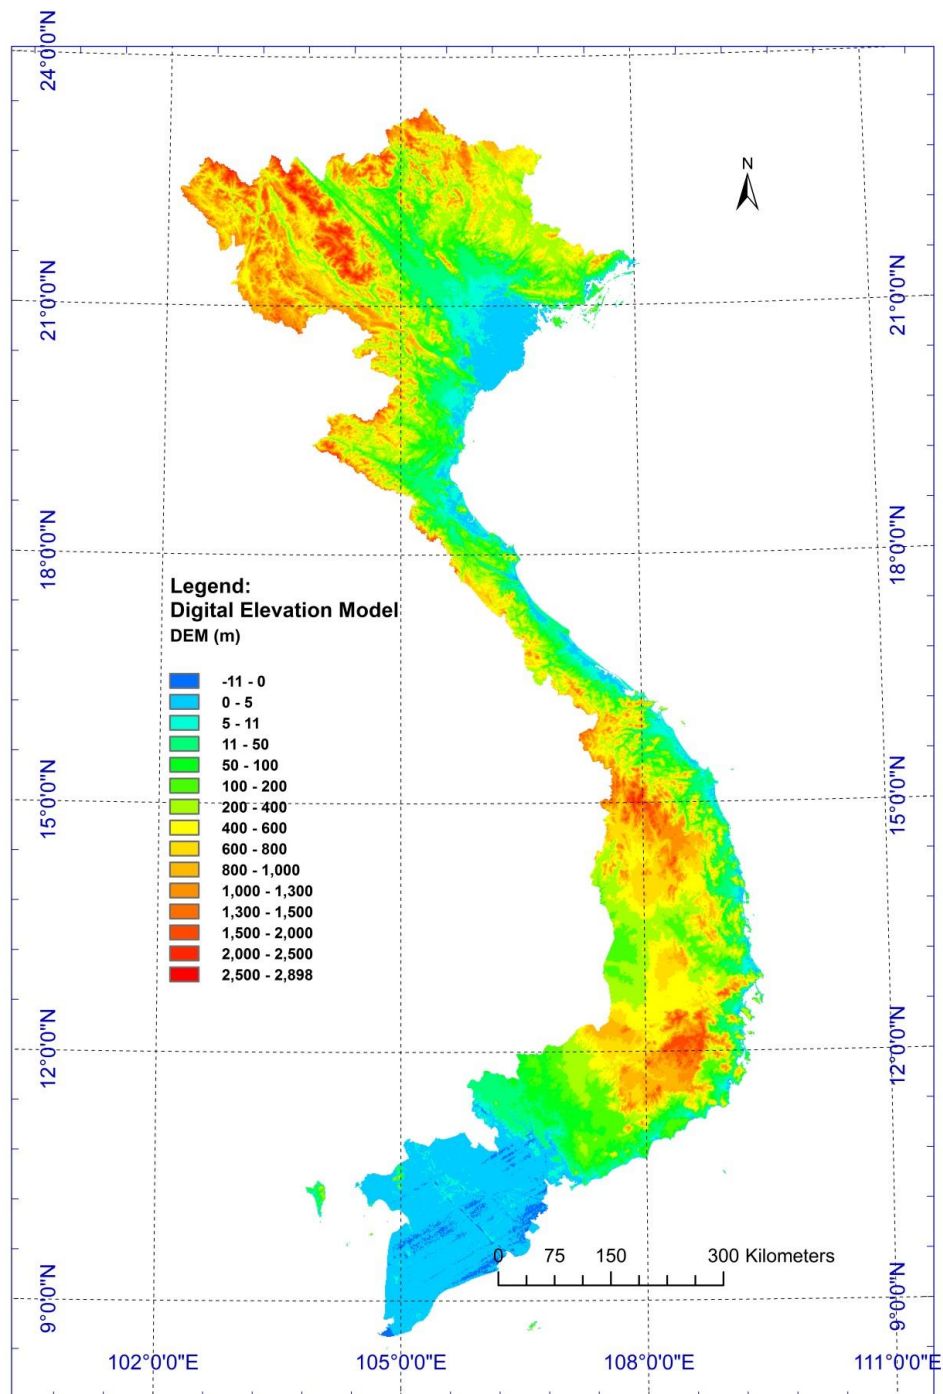 24°0'0"N
N
21°0'0"N
21°0'0"N
18°0'0"N
18°0'0"N
Legend:
Digital Elevation Model
DEM (m)
-11 - 0
0 - 5
5 - 11
11 - 50
50 - 100
100 - 200
200 - 400
400 - 600
600 - 800
800 - 1,000
1,000 - 1,300
1,300 - 1,500
1,500 - 2,000
2,000 - 2,500
2,500 - 2,898
15°0'0"N
15°0'0"N
12°0'0"N
12°0'0"N
0 75 150 300 Kilometers
9°0'0"N
9°0'0"N
102°0'0"E 105°0'0"E 108°0'0"E 111°0'0"E